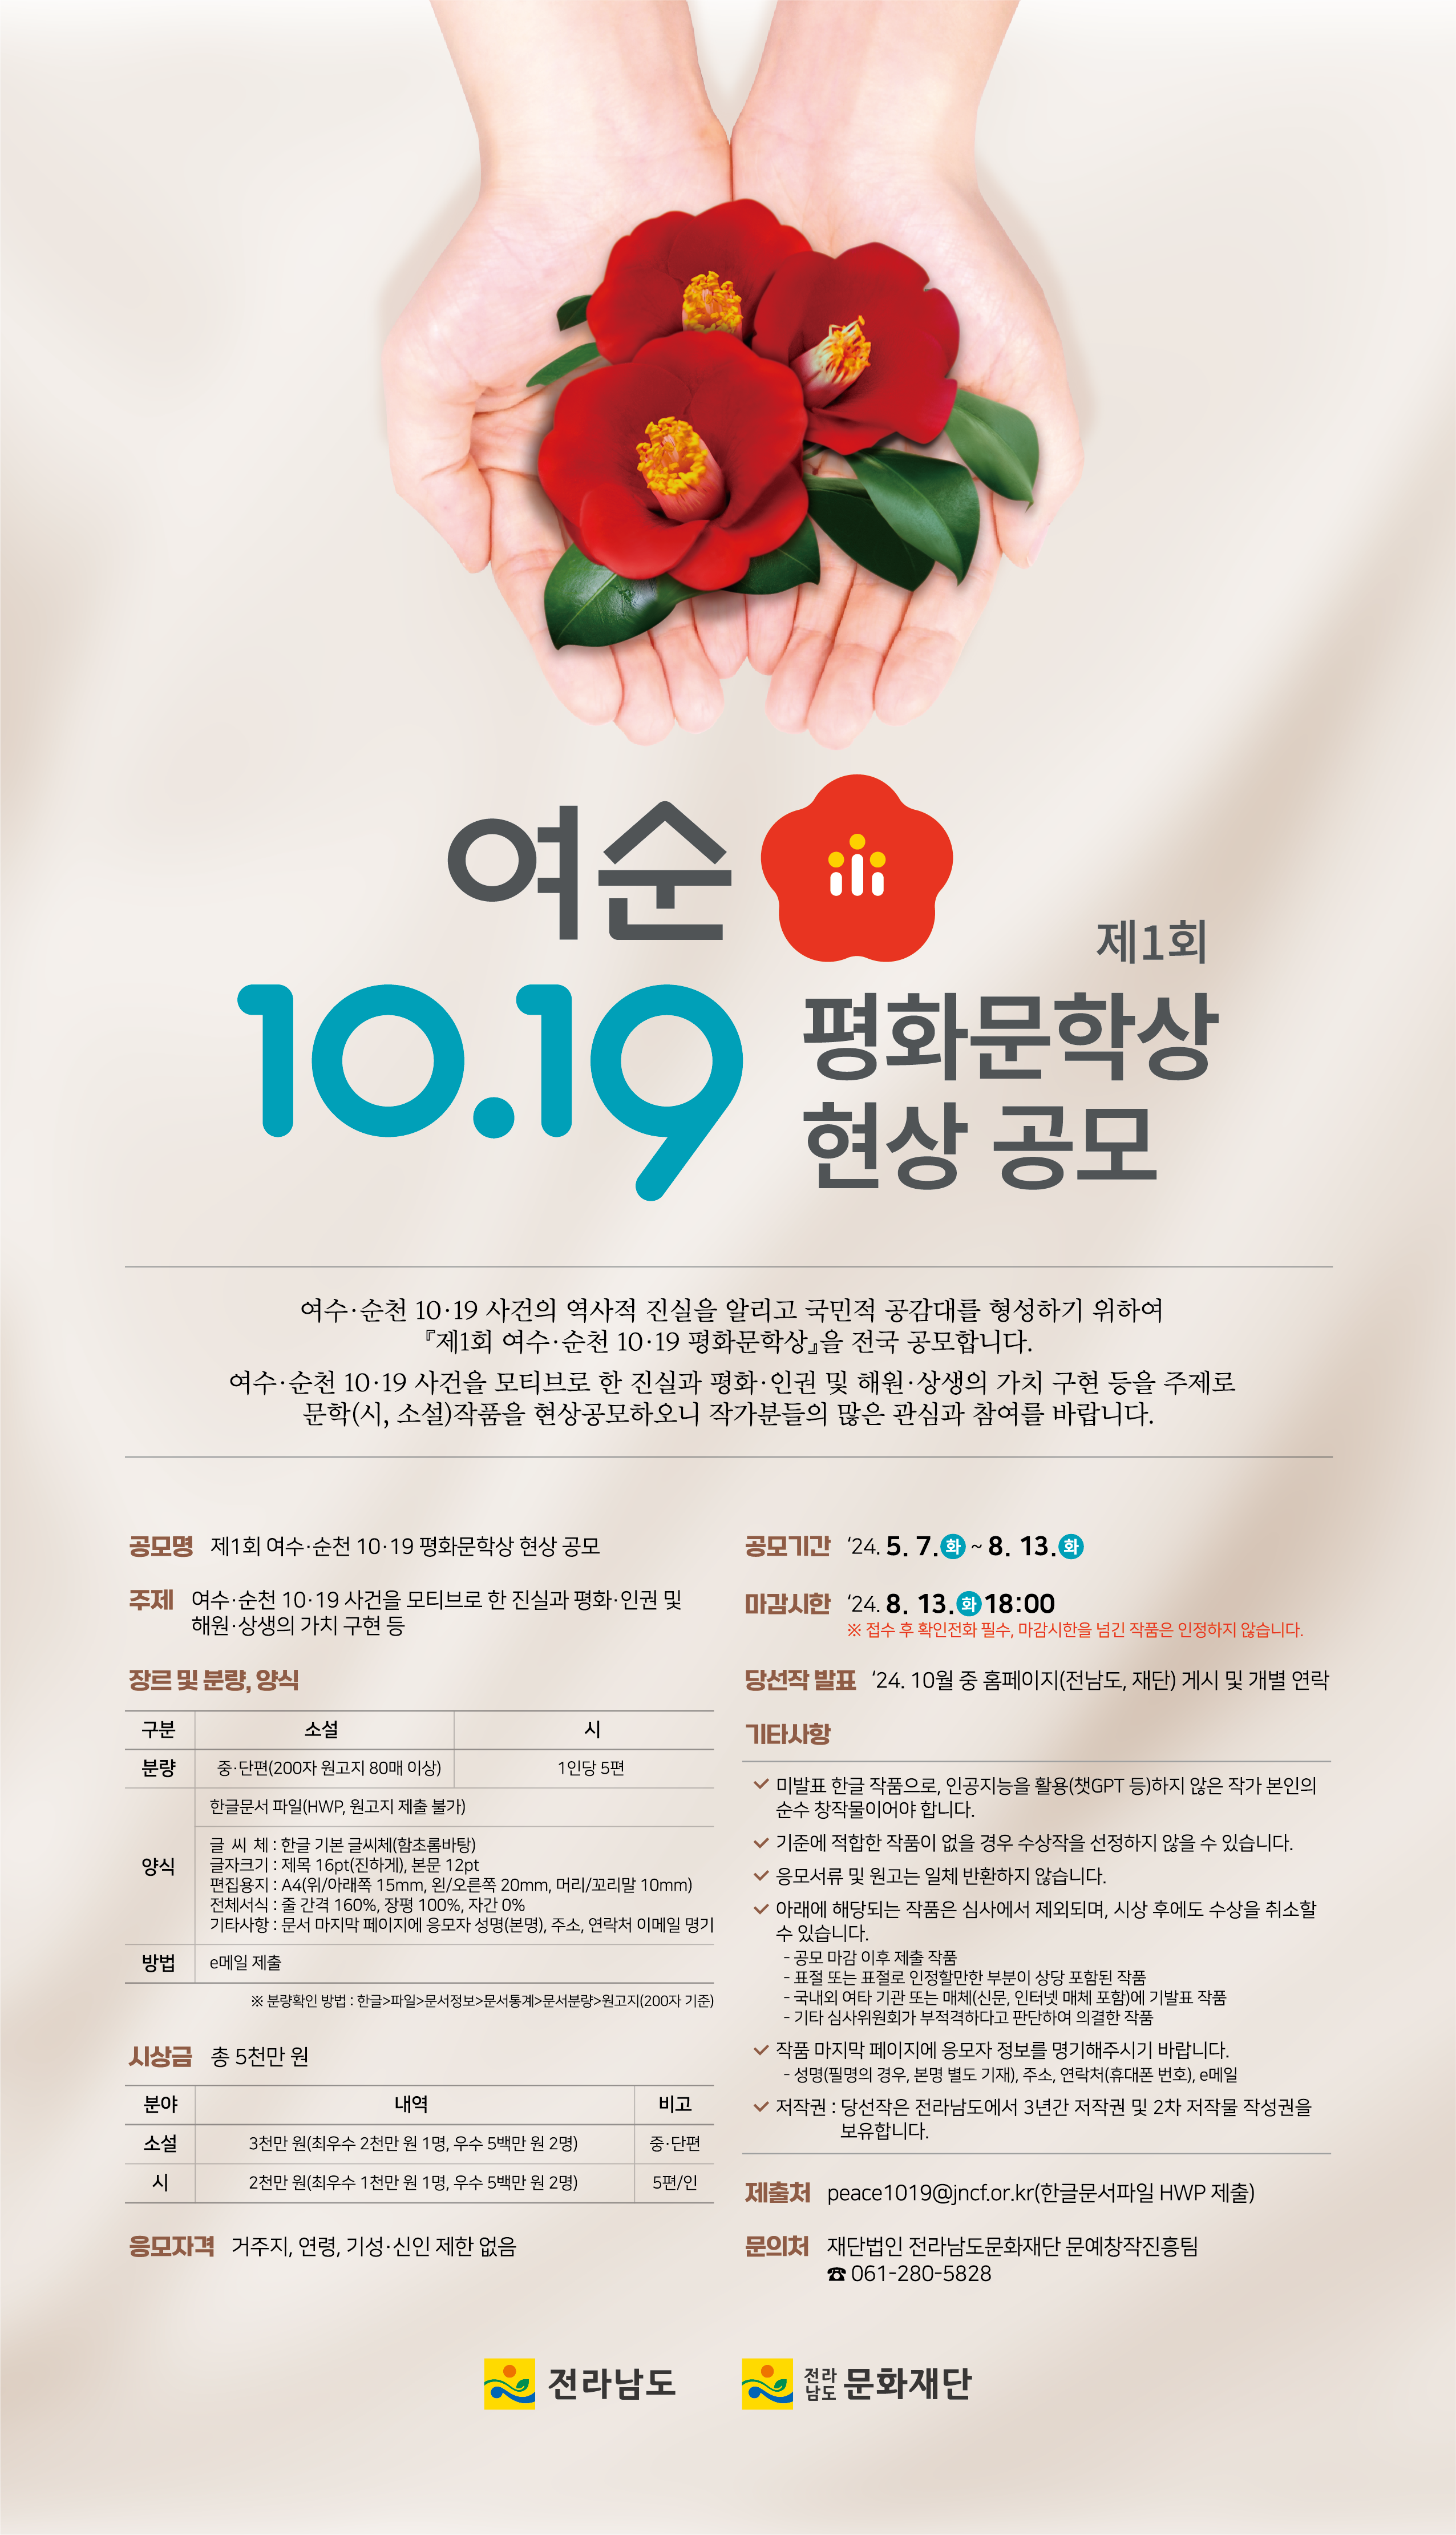 여순
10.19
제1회
평화문학상
현상 공모
여수·순천 10·19 사건의 역사적 진실을 알리고 국민적 공감대를 형성하기 위하여
『제1회 여수·순천 10·19 평화문학상』을 전국 공모합니다.
여수·순천 10·19 사건을 모티브로 한 진실과 평화·인권 및 해원·상생의 가치 구현 등을 주제로
문학(시, 소설)작품을 현상공모하오니 작가분들의 많은 관심과 참여를 바랍니다.
공모명 제1회 여수·순천 10·19 평화문학상 현상 공모
주제 여수·순천 10·19 사건을 모티브로 한 진실과 평화·인권 및
해원·상생의 가치 구현 등
장르 및 분량, 양식
구분 소설 시
분량 중·단편(200자 원고지 80매 이상) 1인당 5편
양식
한글문서 파일(HWP, 원고지 제출 불가)
글 씨 체 : 한글 기본 글씨체(함초롬바탕)
글자크기 : 제목 16pt(진하게), 본문 12pt
편집용지 : A4(위/아래쪽 15mm, 왼/오른쪽 20mm, 머리/꼬리말 10mm)
전체서식 : 줄 간격 160%, 장평 100%, 자간 0%
기타사항 : 문서 마지막 페이지에 응모자 성명(본명), 주소, 연락처 이메일 명기
방법 e메일 제출
※ 분량확인 방법 : 한글>파일>문서정보>문서통계>문서분량>원고지(200자 기준)
시상금 총 5천만 원
분야 내역 비고
소설 3천만 원(최우수 2천만 원 1명, 우수 5백만 원 2명) 중·단편
시 2천만 원(최우수 1천만 원 1명, 우수 5백만 원 2명) 5편/인
응모자격 거주지, 연령, 기성·신인 제한 없음
공모기간 ‘24. 5. 7.화 ~ 8. 13.화
마감시한 ‘24. 8. 13.화 18:00
※ 접수 후 확인전화 필수, 마감시한을 넘긴 작품은 인정하지 않습니다.
당선작 발표 ‘24. 10월 중 홈페이지(전남도, 재단) 게시 및 개별 연락
기타사항
미발표 한글 작품으로, 인공지능을 활용(챗GPT 등)하지 않은 작가 본인의
순수 창작물이어야 합니다.
기준에 적합한 작품이 없을 경우 수상작을 선정하지 않을 수 있습니다.
응모서류 및 원고는 일체 반환하지 않습니다.
아래에 해당되는 작품은 심사에서 제외되며, 시상 후에도 수상을 취소할
수 있습니다.
- 공모 마감 이후 제출 작품
- 표절 또는 표절로 인정할만한 부분이 상당 포함된 작품
- 국내외 여타 기관 또는 매체(신문, 인터넷 매체 포함)에 기발표 작품
- 기타 심사위원회가 부적격하다고 판단하여 의결한 작품
작품 마지막 페이지에 응모자 정보를 명기해주시기 바랍니다.
- 성명(필명의 경우, 본명 별도 기재), 주소, 연락처(휴대폰 번호), e메일
저작권 : 당선작은 전라남도에서 3년간 저작권 및 2차 저작물 작성권을
보유합니다.
제출처 peace1019@jncf.or.kr(한글문서파일 HWP 제출)
문의처 재단법인 전라남도문화재단 문예창작진흥팀
☎ 061-280-5828
전라남도
전라남도 문화재단